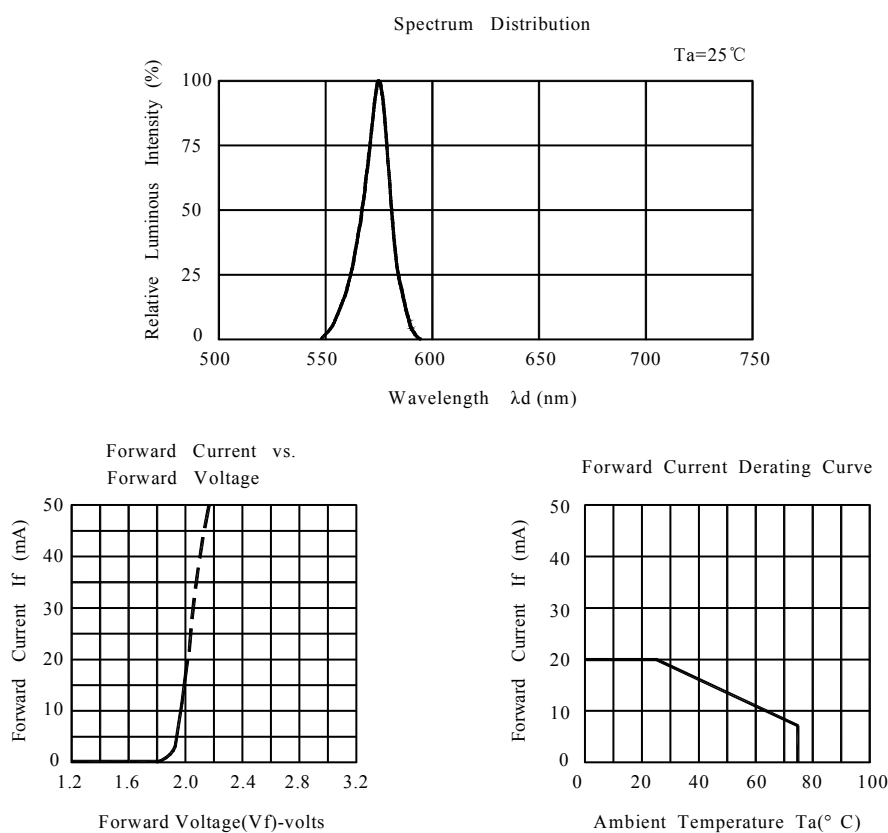 Spectrum Distribution
Ta=25℃
Relative Luminous Intensity (%)
100
75
50
25
0
500 550 600 650 700 750
Wavelength λd (nm)
Forward Current vs.
Forward Voltage
Forward Current If (mA)
50
40
30
20
10
0
1.2 1.6 2.0 2.4 2.8 3.2
Forward Voltage(Vf)-volts
Forward Current Derating Curve
Forward Current If (mA)
50
40
30
20
10
0
0 20 40 60 80 100
Ambient Temperature Ta(° C)